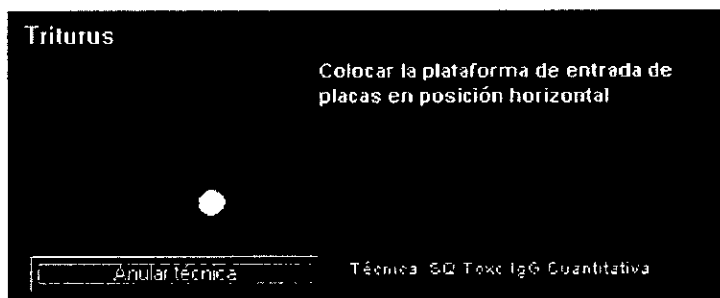 Triturus
Colocar la plataforma de entrada de
placas en posición horizontal
Anular técnica
Técnica: SQ Toxo IgG Cuantitativa